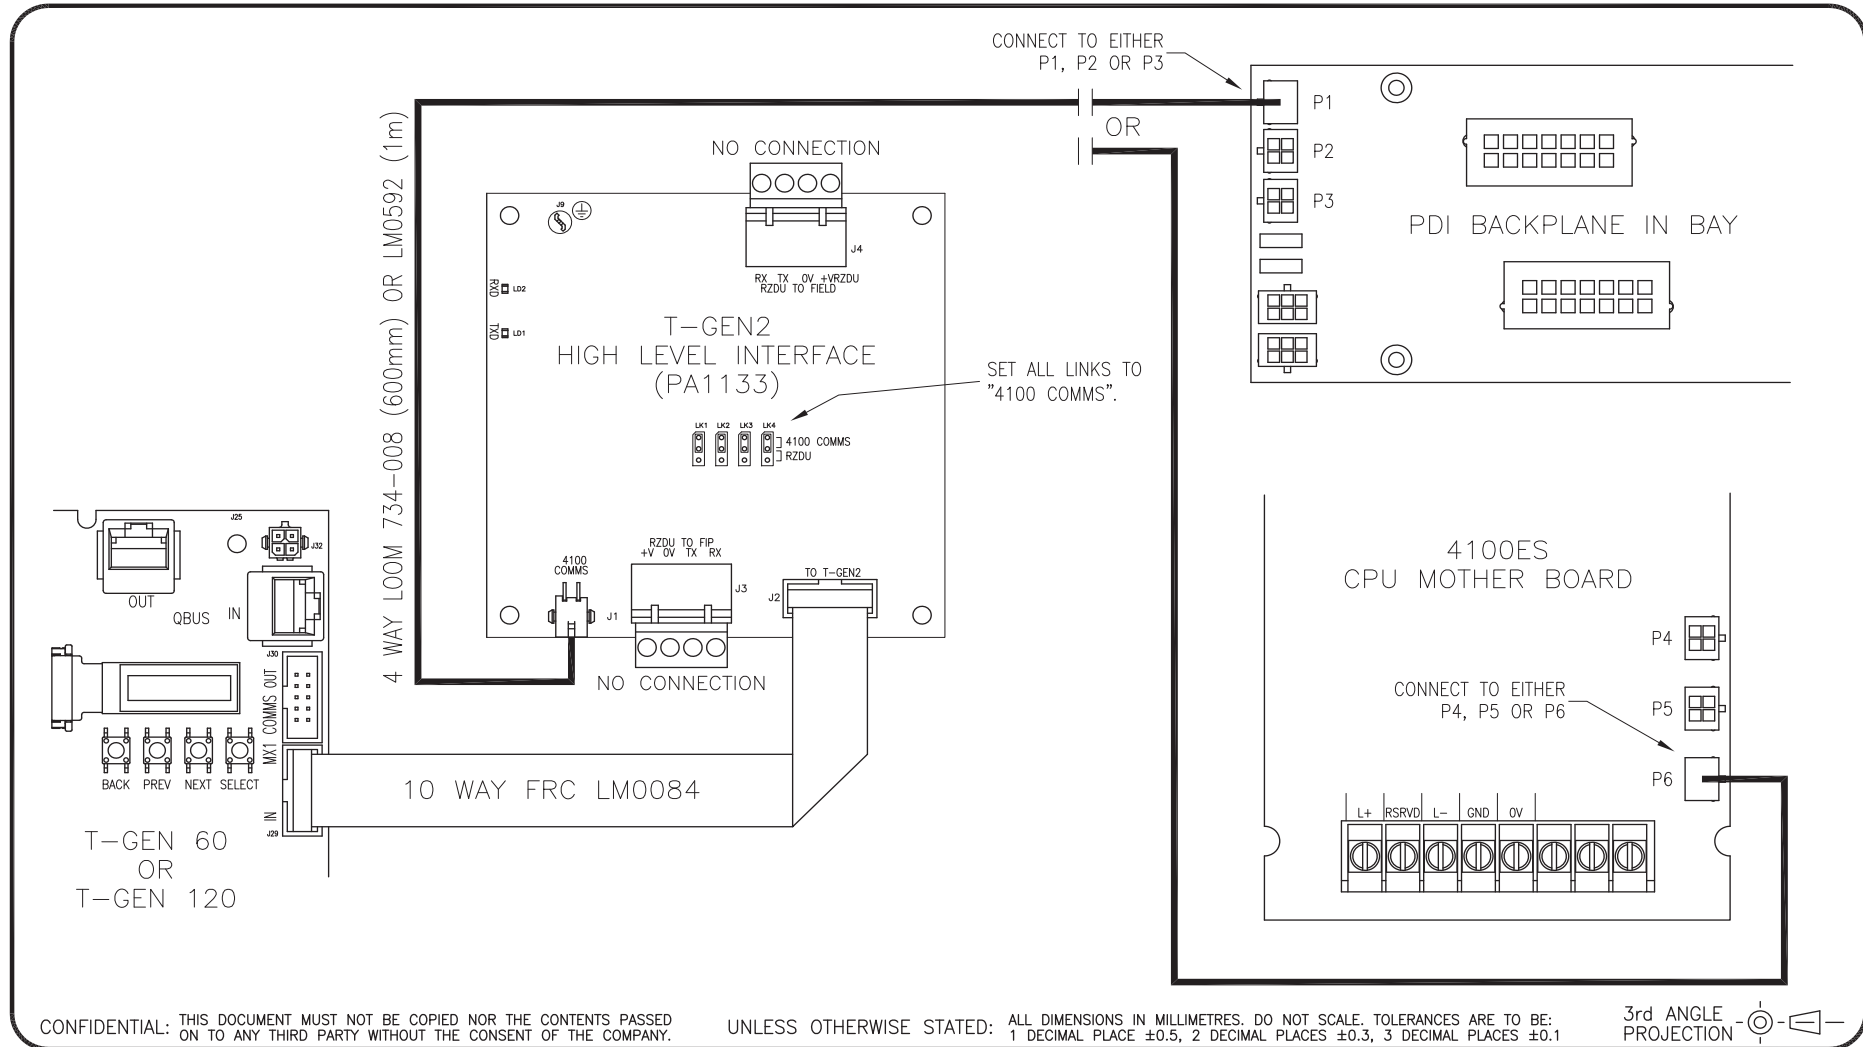 CONNECT TO EITHER
P1, P2 OR P3
P1
OR
P2
P3
PDI BACKPLANE IN BAY
4 WAY LOOM 734-008 (600mm) OR LM0592 (1m)
NO CONNECTION
J9
J4
RX TX 0V +VRZDU
RZDU TO FIELD
RXD
LD2
TXD
LD1
T-GEN2
HIGH LEVEL INTERFACE
(PA1133)
SET ALL LINKS TO
"4100 COMMS".
LK1 LK2 LK3 LK4
4100 COMMS
RZDU
4100
COMMS
J1
RZDU TO FIP
+V 0V TX RX
J3
TO T-GEN2
J2
NO CONNECTION
J25
J32
OUT
QBUS
IN
J30
MX1 COMMS OUT
IN
J29
BACK PREV NEXT SELECT
10 WAY FRC LM0084
T-GEN 60
OR
T-GEN 120
4100ES
CPU MOTHER BOARD
P4
CONNECT TO EITHER
P4, P5 OR P6
P5
P6
L+ RSRVD L- GND 0V
CONFIDENTIAL: THIS DOCUMENT MUST NOT BE COPIED NOR THE CONTENTS PASSED
ON TO ANY THIRD PARTY WITHOUT THE CONSENT OF THE COMPANY.
UNLESS OTHERWISE STATED: ALL DIMENSIONS IN MILLIMETRES. DO NOT SCALE. TOLERANCES ARE TO BE:
1 DECIMAL PLACE ±0.5, 2 DECIMAL PLACES ±0.3, 3 DECIMAL PLACES ±0.1
3rd ANGLE
PROJECTION